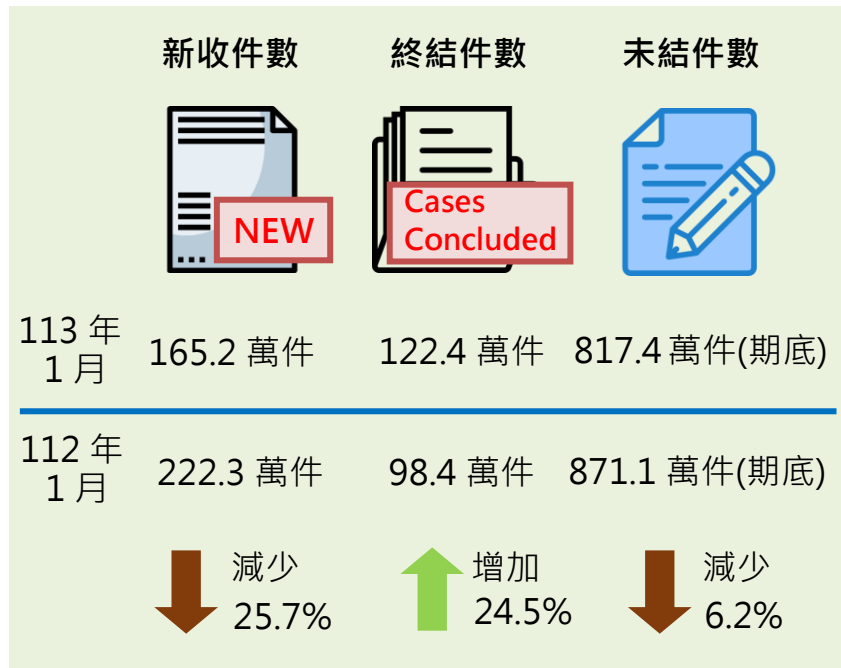 新收件數 終結件數 未結件數
NEW
Cases
Concluded
113 年
1 月
165.2 萬件 122.4 萬件 817.4 萬件(期底)
112 年
1 月
222.3 萬件 98.4 萬件 871.1 萬件(期底)
減少
25.7%
增加
24.5%
減少
6.2%